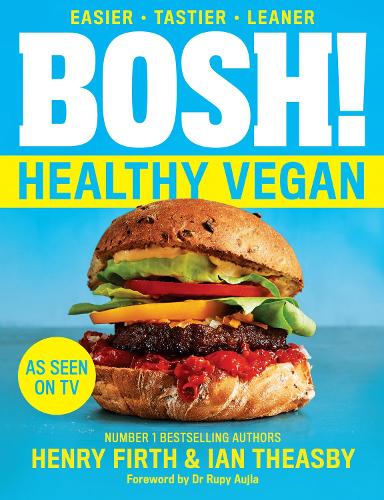 EASIER • TASTIER • LEANER
BOSH!
HEALTHY VEGAN
AS SEEN
ON TV
NUMBER 1 BESTSELLING AUTHORS
HENRY FIRTH & IAN THEASBY
Foreword by Dr Rupy Aujla